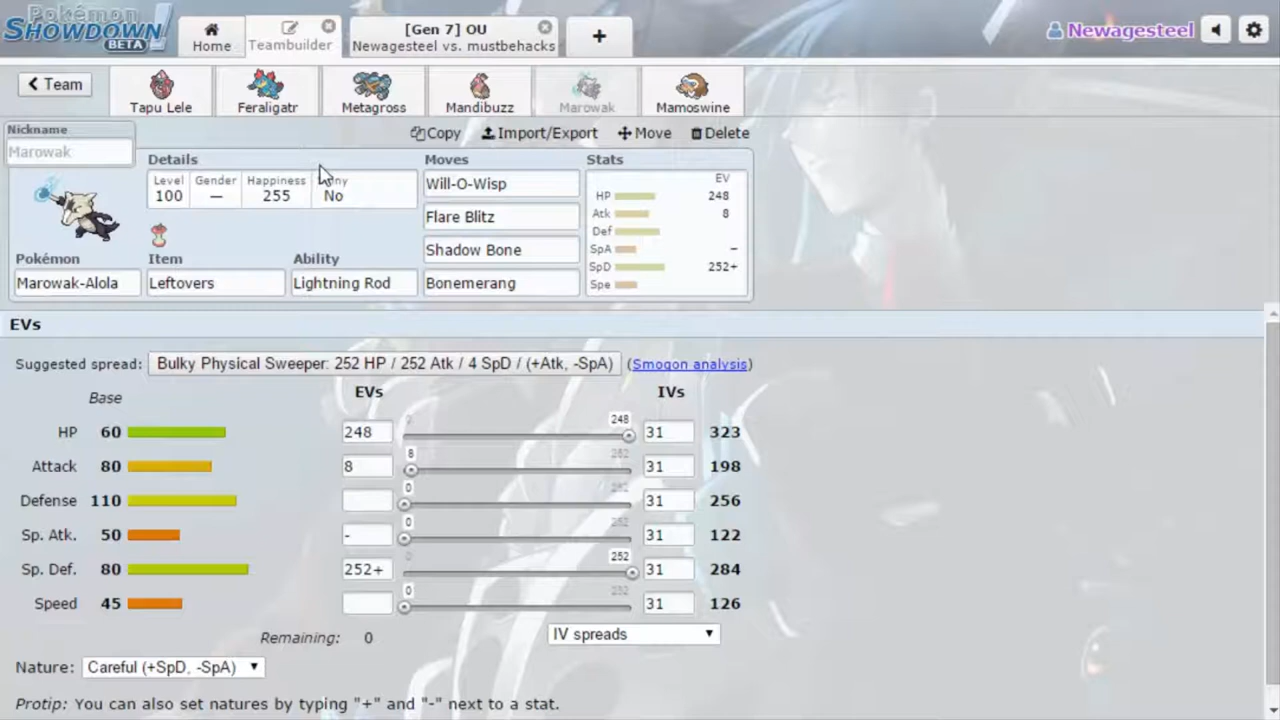 Pokémon
SHOWDOWN!
BETA
Home
Teambuilder
[Gen 7] OU
Newagesteel vs. mustbehacks
+
Newagesteel
< Team
Tapu Lele
Feraligatr
Metagross
Mandibuzz
Marowak
Mamoswine
Nickname
Marowak
Copy
Import/Export
Move
Delete
Details
Level
Gender
Happiness
100
—
255
No
Pokémon
Marowak-Alola
Item
Leftovers
Ability
Lightning Rod
Moves
Will-O-Wisp
Flare Blitz
Shadow Bone
Bonemerang
Stats
EV
HP 248
Atk 8
Def
SpA –
SpD 252+
Spe
EVs
Suggested spread: Bulky Physical Sweeper: 252 HP / 252 Atk / 4 SpD / (+Atk, -SpA) (Smogon analysis)
Base
EVs
IVs
HP 60 248 248 31 323
Attack 80 8 8 252 31 198
Defense 110 0 252 31 256
Sp. Atk. 50 - 0 252 31 122
Sp. Def. 80 252+ 0 252 31 284
Speed 45 0 252 31 126
Remaining: 0
IV spreads
Nature: Careful (+SpD, -SpA)
Protip: You can also set natures by typing "+" and "-" next to a stat.